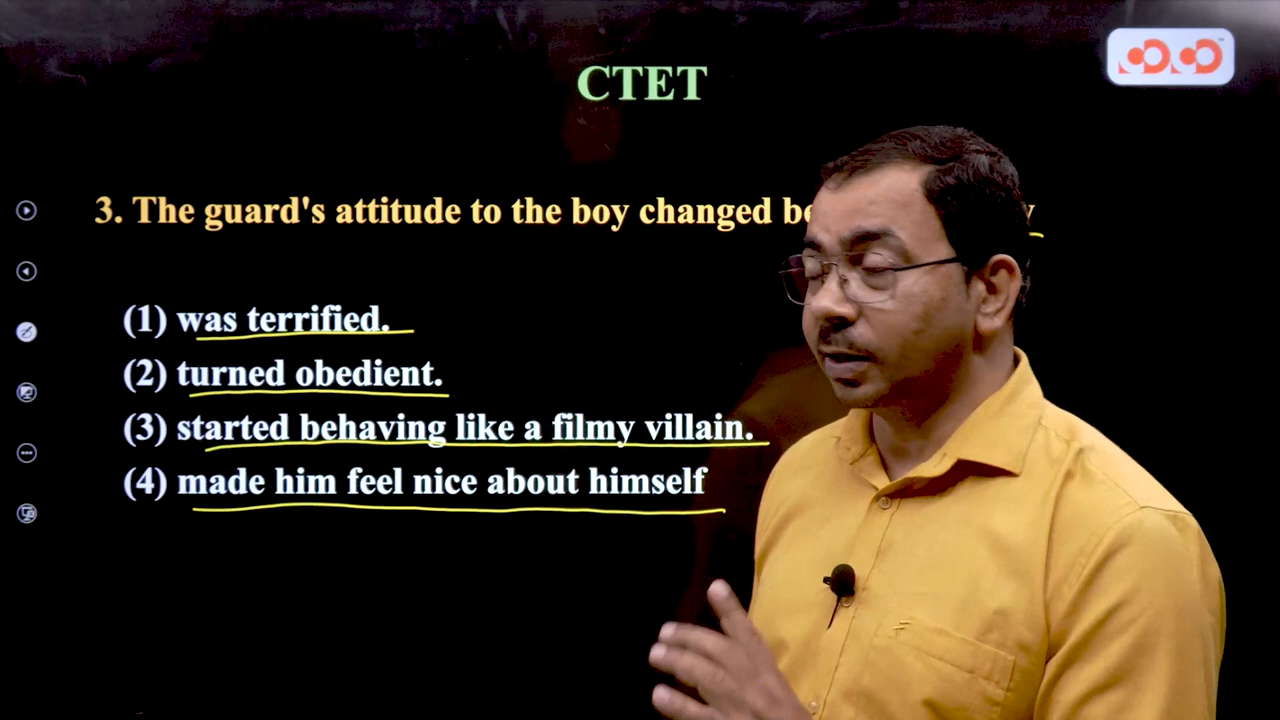 CTET
3. The guard's attitude to the boy changed
(1) was terrified.
(2) turned obedient.
(3) started behaving like a filmy villain.
(4) made him feel nice about himself